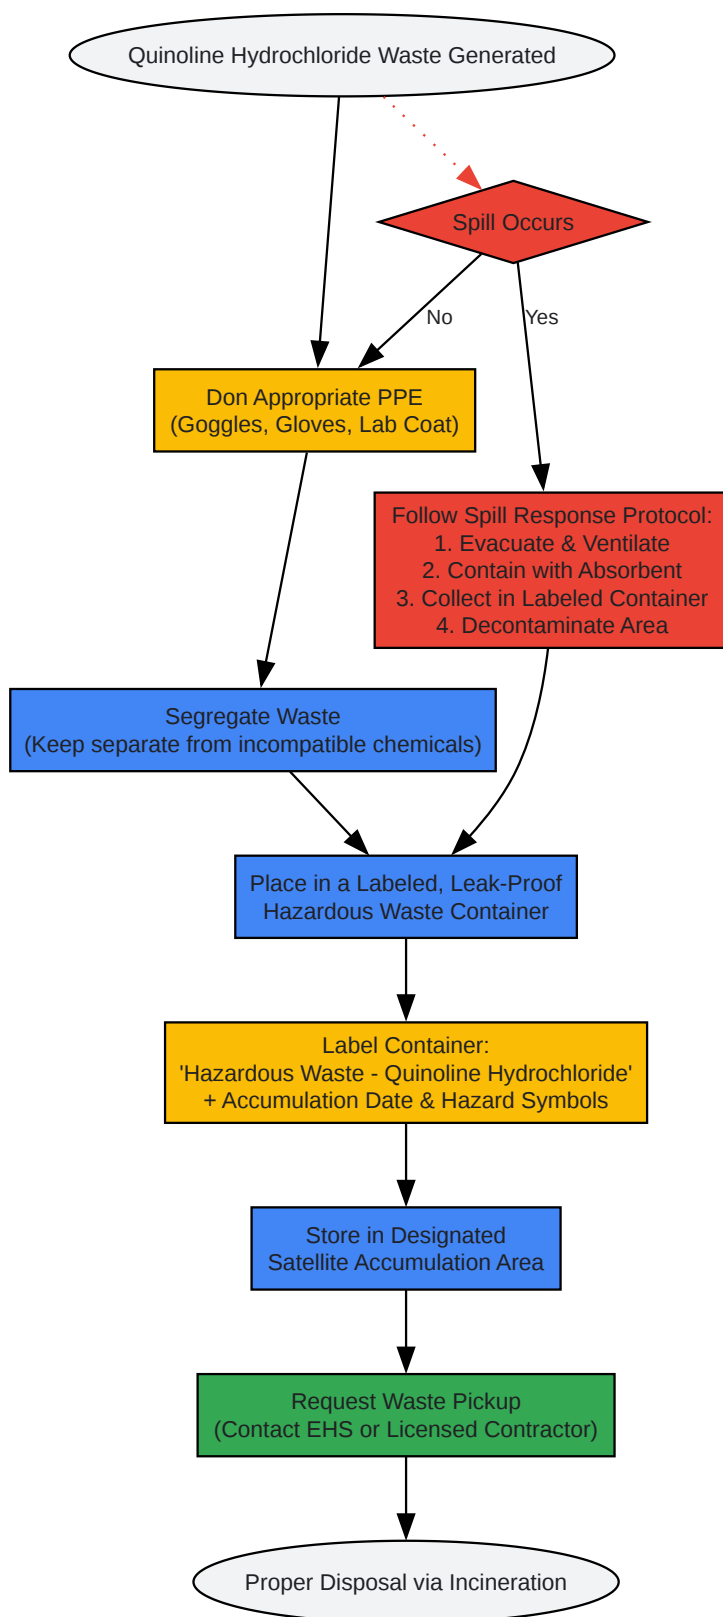 Quinoline Hydrochloride Waste Generated
Spill Occurs
No
Yes
Don Appropriate PPE
(Goggles, Gloves, Lab Coat)
Follow Spill Response Protocol:
1. Evacuate & Ventilate
2. Contain with Absorbent
3. Collect in Labeled Container
4. Decontaminate Area
Segregate Waste
(Keep separate from incompatible chemicals)
Place in a Labeled, Leak-Proof
Hazardous Waste Container
Label Container:
'Hazardous Waste - Quinoline Hydrochloride'
+ Accumulation Date & Hazard Symbols
Store in Designated
Satellite Accumulation Area
Request Waste Pickup
(Contact EHS or Licensed Contractor)
Proper Disposal via Incineration